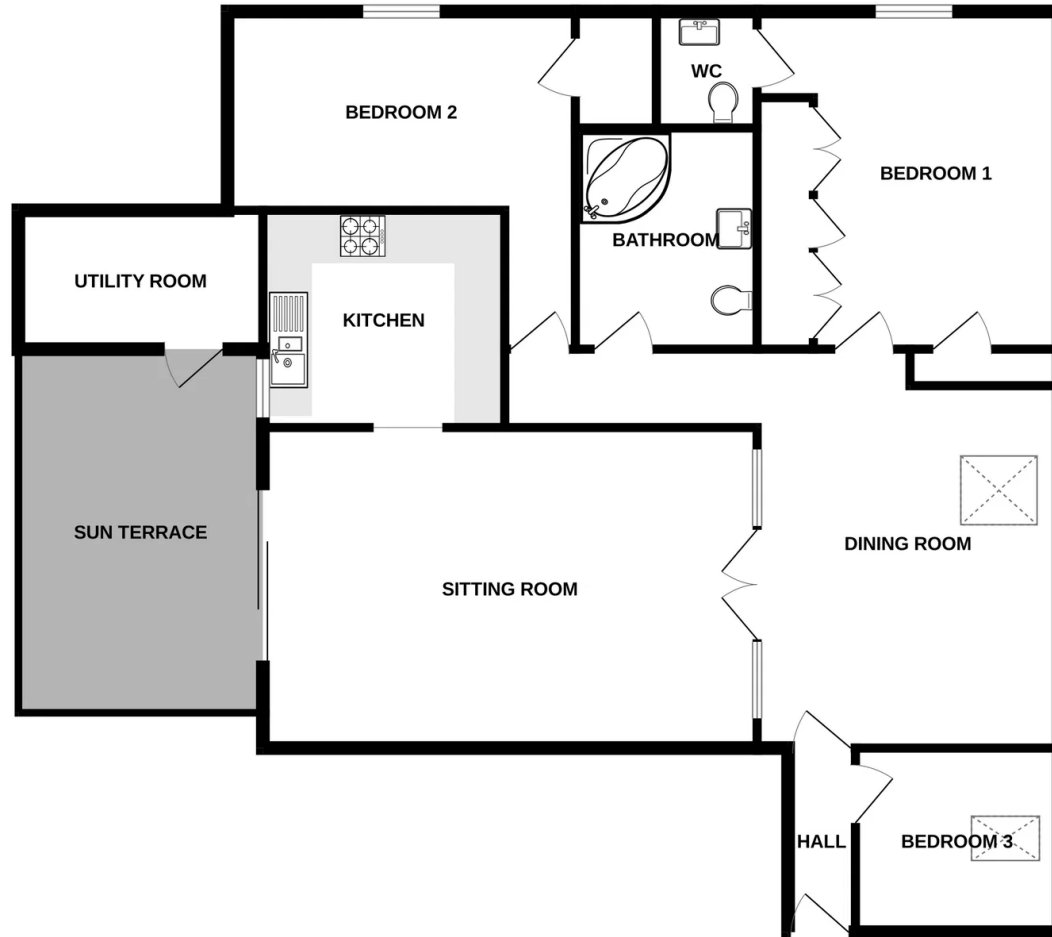 WC
BEDROOM 2
BEDROOM 1
BATHROOM
UTILITY ROOM
KITCHEN
SUN TERRACE
DINING ROOM
SITTING ROOM
HALL
BEDROOM 3